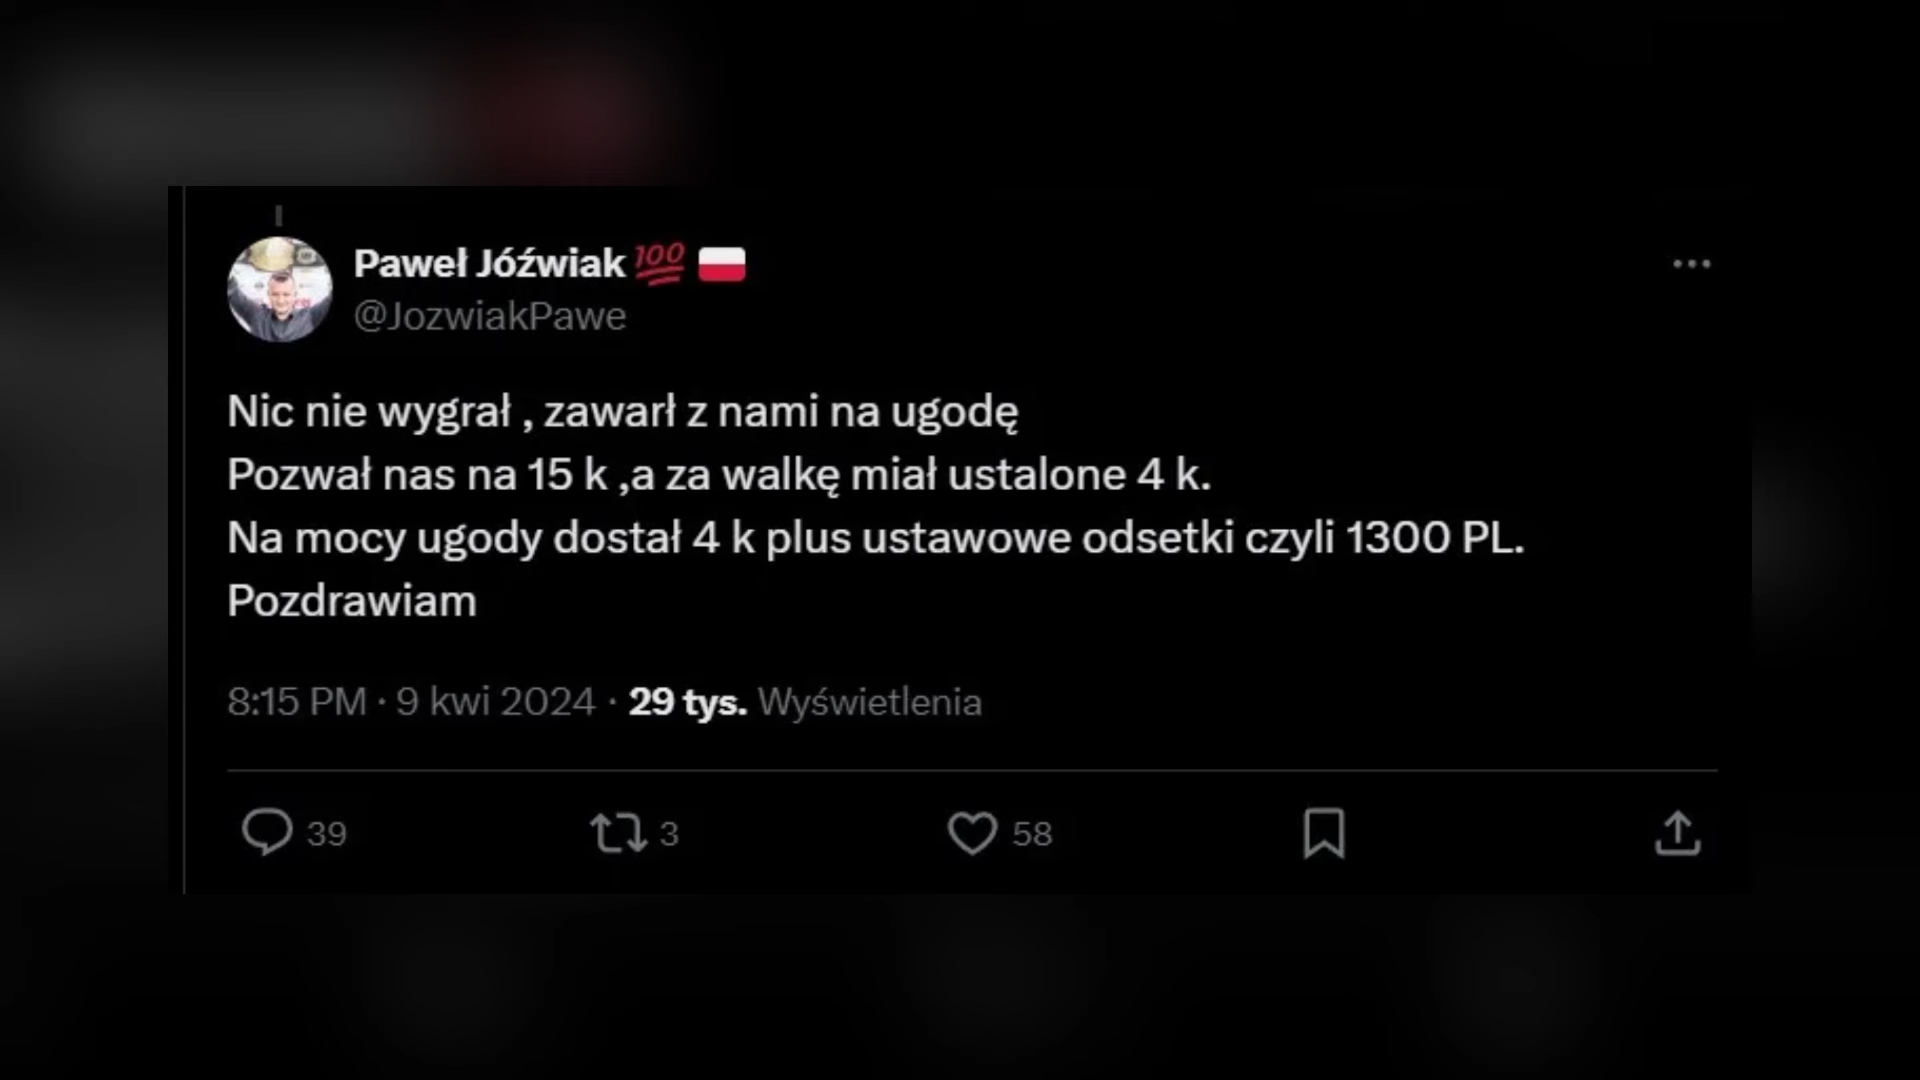 Paweł Jóźwiak 💯 🇵🇱
@JozwiakPawe
Nic nie wygrał , zawarł z nami na ugodę
Pozwał nas na 15 k ,a za walkę miał ustalone 4 k.
Na mocy ugody dostał 4 k plus ustawowe odsetki czyli 1300 PL.
Pozdrawiam
8:15 PM · 9 kwi 2024 · 29 tys. Wyświetlenia
39 3 58